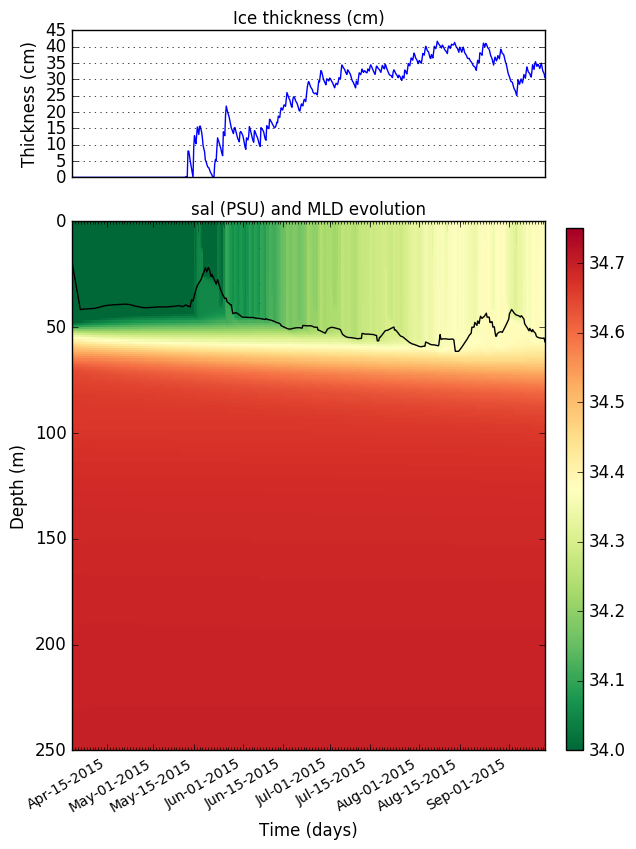 Ice thickness (cm)
45
40
35
30
25
20
15
10
5
0
Thickness (cm)
sal (PSU) and MLD evolution
0
50
100
150
200
250
Depth (m)
34.7
34.6
34.5
34.4
34.3
34.2
34.1
34.0
Apr-15-2015
May-01-2015
May-15-2015
Jun-01-2015
Jun-15-2015
Jul-01-2015
Jul-15-2015
Aug-01-2015
Aug-15-2015
Sep-01-2015
Time (days)